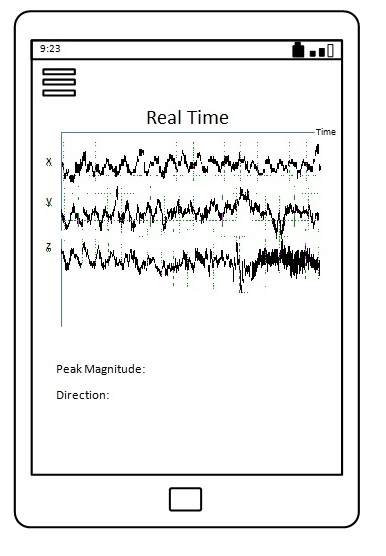 9:23
Real Time
Time
X
y
z
Peak Magnitude:
Direction: